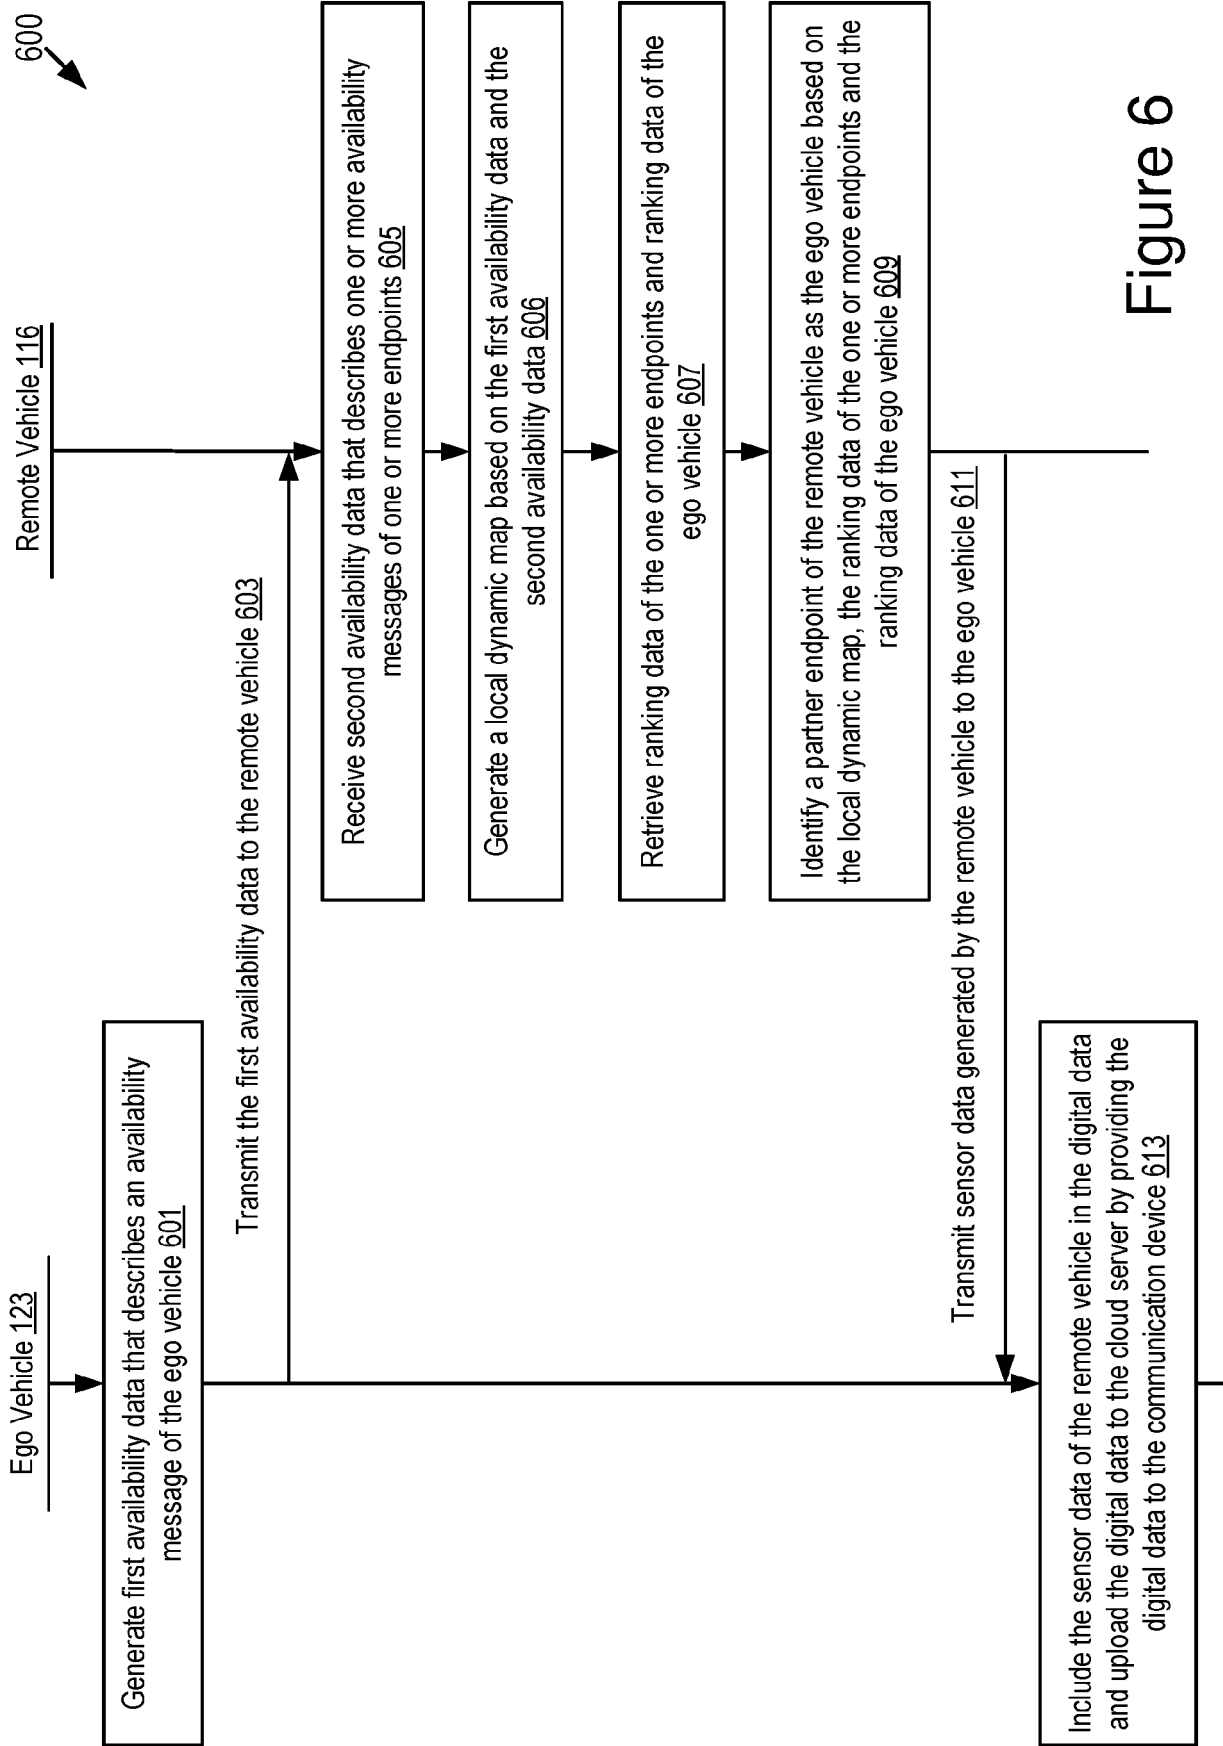 600
Ego Vehicle 123
Remote Vehicle 116
Generate first availability data that describes an availability
message of the ego vehicle 601
Transmit the first availability data to the remote vehicle 603
Receive second availability data that describes one or more availability
messages of one or more endpoints 605
Generate a local dynamic map based on the first availability data and the
second availability data 606
Retrieve ranking data of the one or more endpoints and ranking data of the
ego vehicle 607
Identify a partner endpoint of the remote vehicle as the ego vehicle based on
the local dynamic map, the ranking data of the one or more endpoints and the
ranking data of the ego vehicle 609
Transmit sensor data generated by the remote vehicle to the ego vehicle 611
Include the sensor data of the remote vehicle in the digital data
and upload the digital data to the cloud server by providing the
digital data to the communication device 613
Figure 6